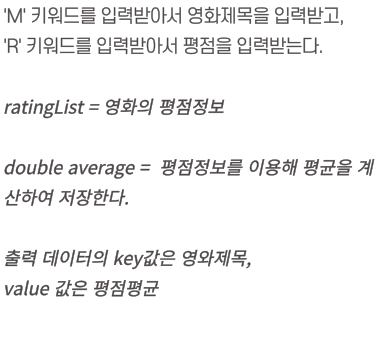 'M' 키워드를 입력받아서 영화제목을 입력받고,
'R' 키워드를 입력받아서 평점을 입력받는다.
ratingList = 영화의 평점정보
double average =  평점정보를 이용해 평균을 계
산하여 저장한다.
출력 데이터의 key값은 영와제목,
value 값은 평점평균